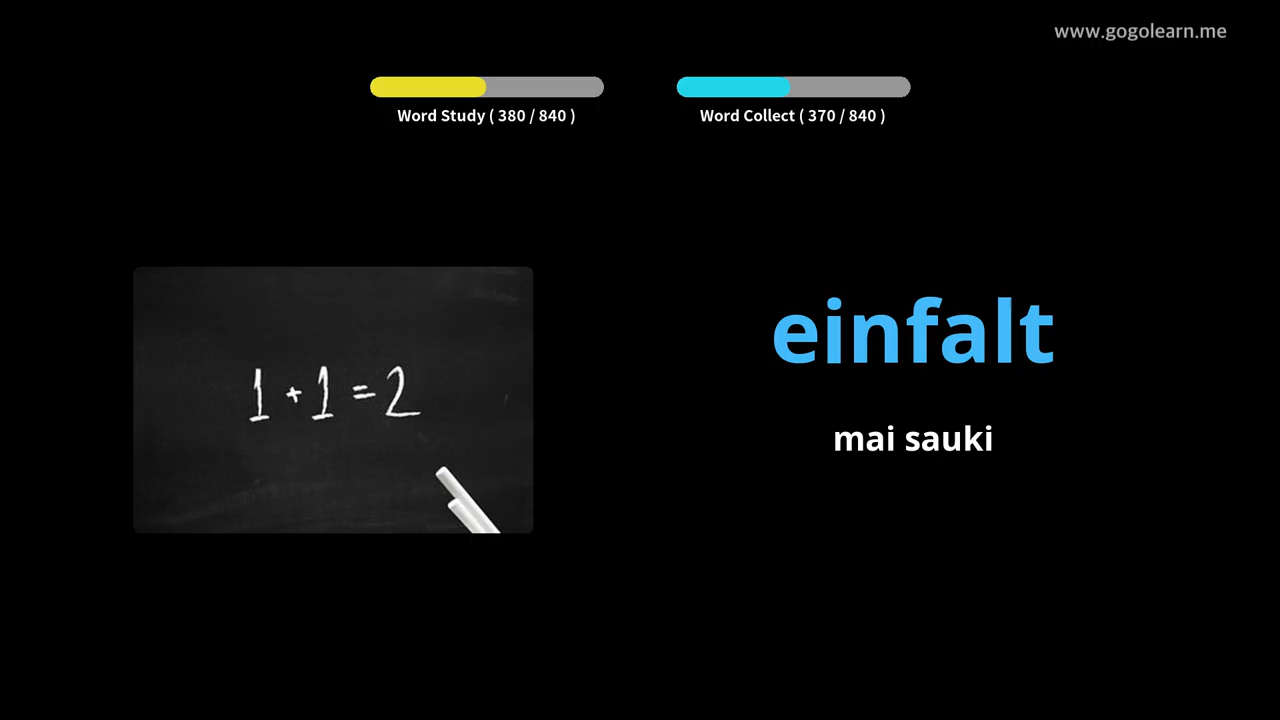 www.gogolearn.me
Word Study ( 380 / 840 )
Word Collect ( 370 / 840 )
1 + 1 = 2
einfalt
mai sauki